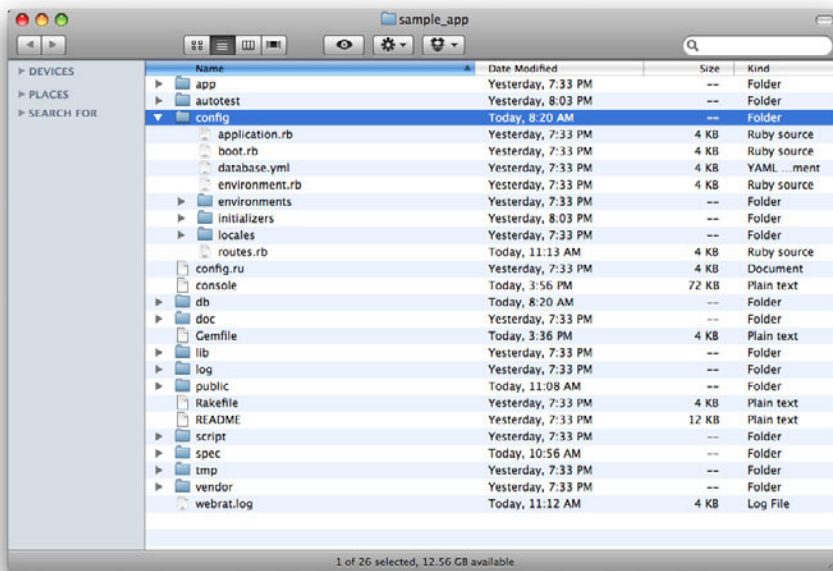 sample_app
DEVICES
PLACES
SEARCH FOR
Name Date Modified Size Kind
app Yesterday, 7:33 PM -- Folder
autotest Yesterday, 8:03 PM -- Folder
config Today, 8:20 AM -- Folder
application.rb Yesterday, 7:33 PM 4 KB Ruby source
boot.rb Yesterday, 7:33 PM 4 KB Ruby source
database.yml Yesterday, 7:33 PM 4 KB YAML ...ment
environment.rb Yesterday, 7:33 PM 4 KB Ruby source
environments Yesterday, 7:33 PM -- Folder
initializers Yesterday, 8:03 PM -- Folder
locales Yesterday, 7:33 PM -- Folder
routes.rb Today, 11:13 AM 4 KB Ruby source
config.ru Yesterday, 7:33 PM 4 KB Document
console Today, 3:56 PM 72 KB Plain text
db Today, 8:20 AM -- Folder
doc Yesterday, 7:33 PM -- Folder
Gemfile Today, 3:36 PM 4 KB Plain text
lib Yesterday, 7:33 PM -- Folder
log Yesterday, 7:33 PM -- Folder
public Today, 11:08 AM -- Folder
Rakefile Yesterday, 7:33 PM 4 KB Plain text
README Yesterday, 7:33 PM 12 KB Plain text
script Yesterday, 7:33 PM -- Folder
spec Today, 10:56 AM -- Folder
tmp Yesterday, 7:33 PM -- Folder
vendor Yesterday, 7:33 PM -- Folder
webrat.log Today, 11:12 AM 4 KB Log File
1 of 26 selected, 12.56 GB available